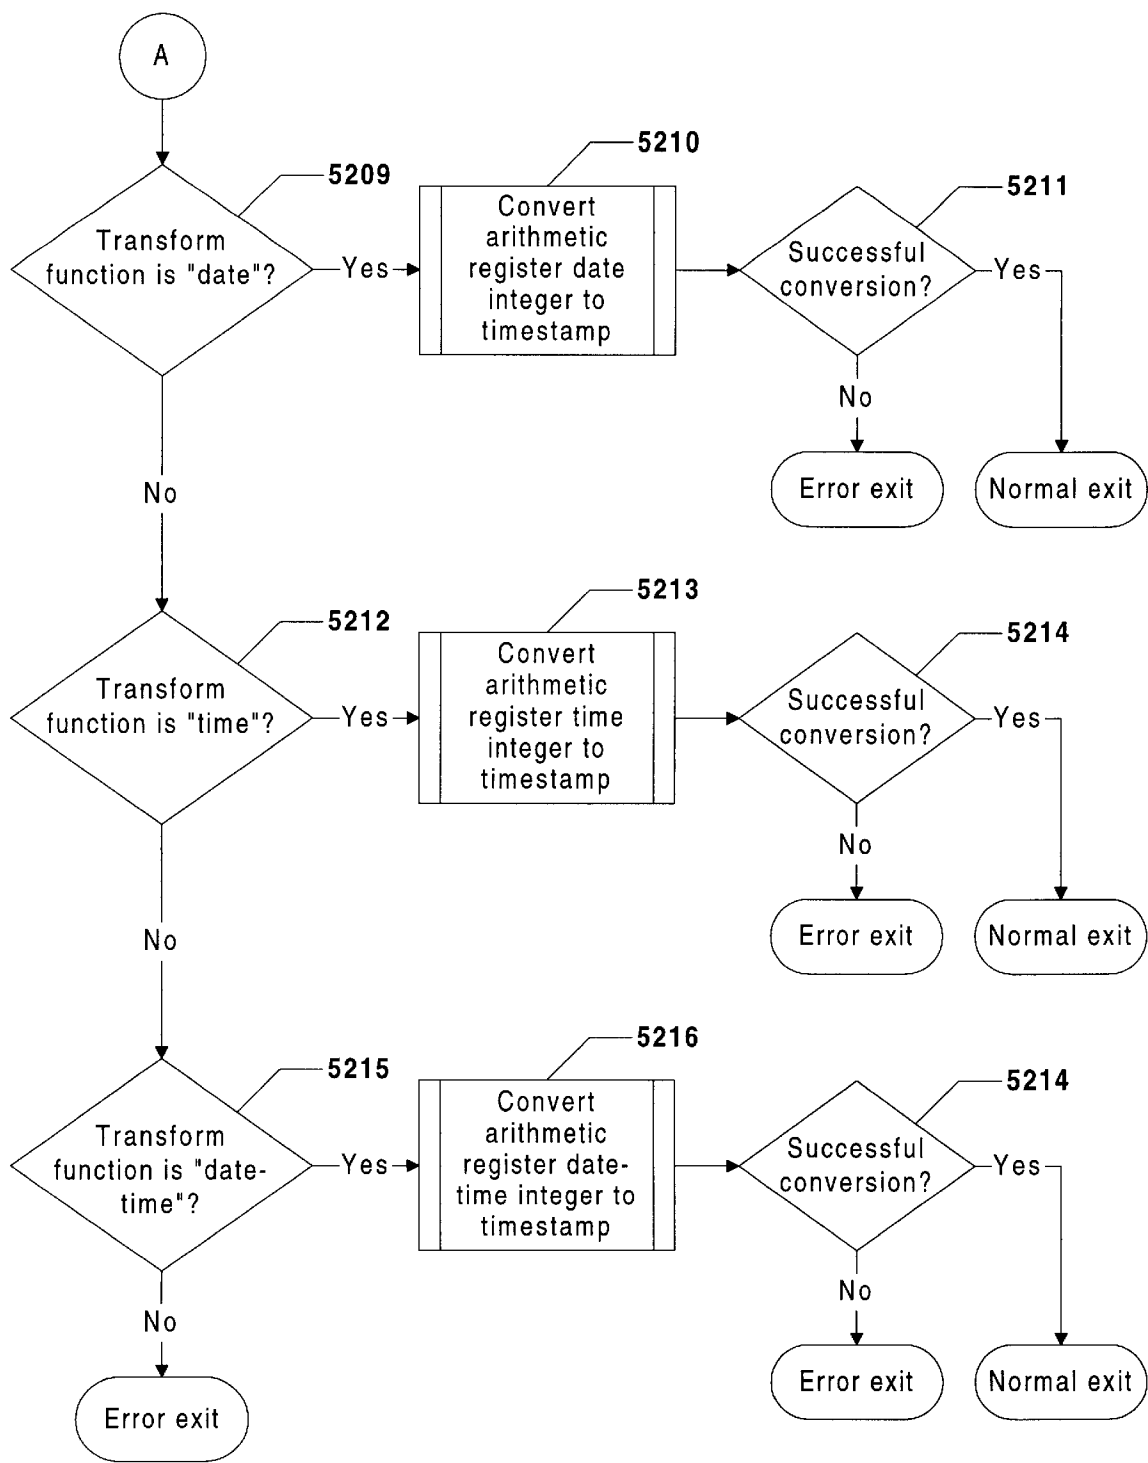 A
5209
Transform
function is "date"?
Yes
5210
Convert
arithmetic
register date
integer to
timestamp
5211
Successful
conversion?
Yes
No
Error exit
Normal exit
No
5212
Transform
function is "time"?
Yes
5213
Convert
arithmetic
register time
integer to
timestamp
5214
Successful
conversion?
Yes
No
Error exit
Normal exit
No
5215
Transform
function is "date-
time"?
Yes
5216
Convert
arithmetic
register date-
time integer to
timestamp
5214
Successful
conversion?
Yes
No
Error exit
Normal exit
No
Error exit